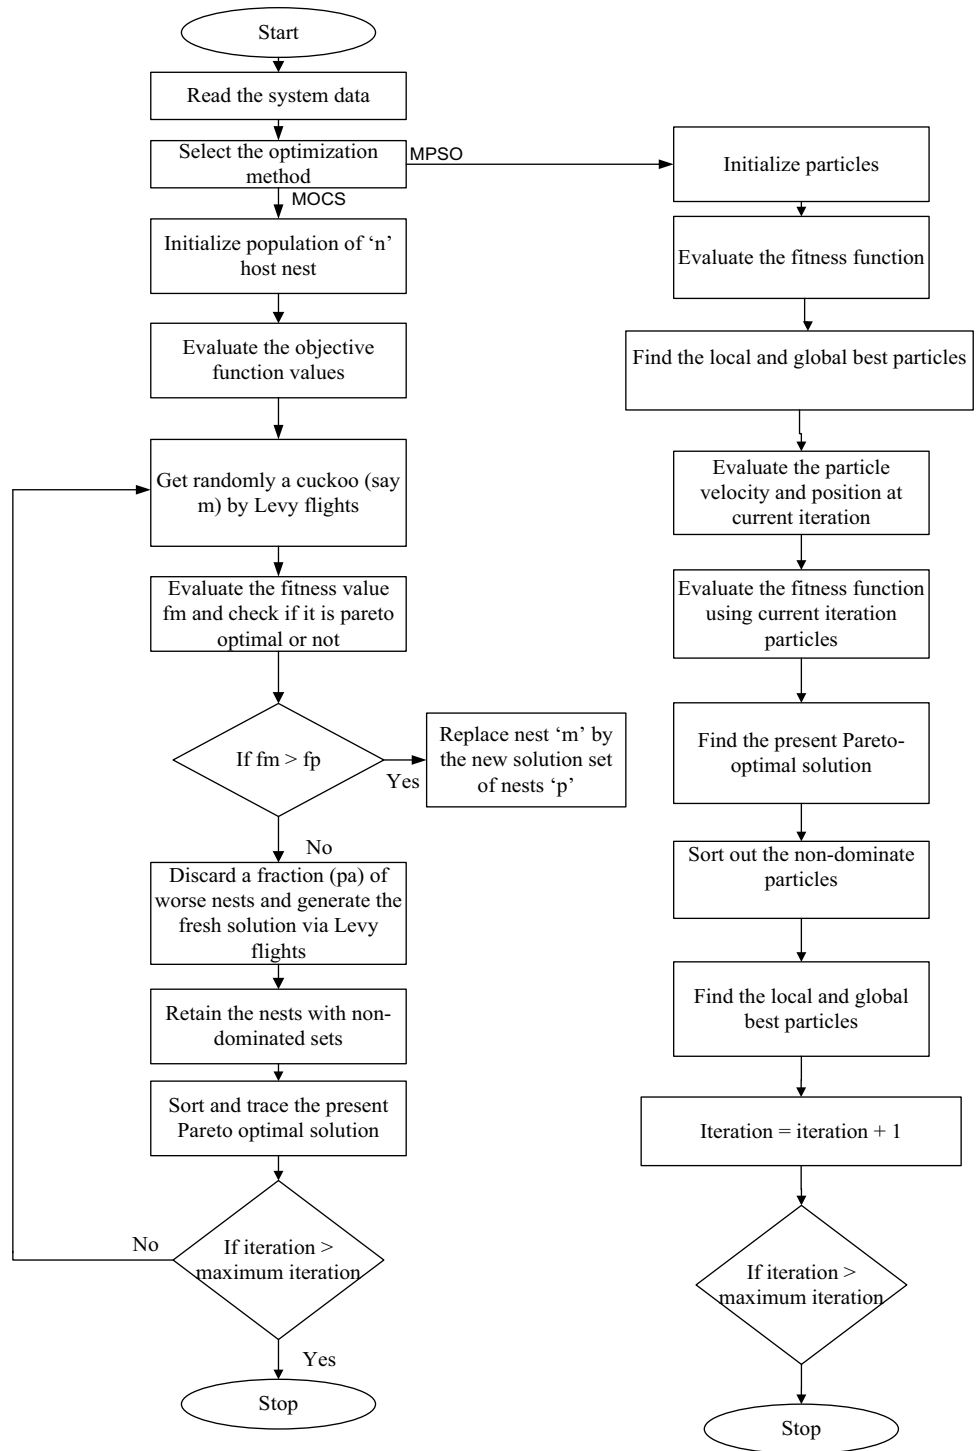 Start
Read the system data
Select the optimization
method
MPSO
MOCS
Initialize population of ‘n’
host nest
Evaluate the objective
function values
Get randomly a cuckoo (say
m) by Levy flights
Evaluate the fitness value
fm and check if it is pareto
optimal or not
If fm > fp
Yes
Replace nest ‘m’ by
the new solution set
of nests ‘p’
No
Discard a fraction (pa) of
worse nests and generate the
fresh solution via Levy
flights
Retain the nests with non-
dominated sets
Sort and trace the present
Pareto optimal solution
If iteration >
maximum iteration
No
Yes
Stop
Initialize particles
Evaluate the fitness function
Find the local and global best particles
Evaluate the particle
velocity and position at
current iteration
Evaluate the fitness function
using current iteration
particles
Find the present Pareto-
optimal solution
Sort out the non-dominate
particles
Find the local and global
best particles
Iteration = iteration + 1
If iteration >
maximum iteration
Stop